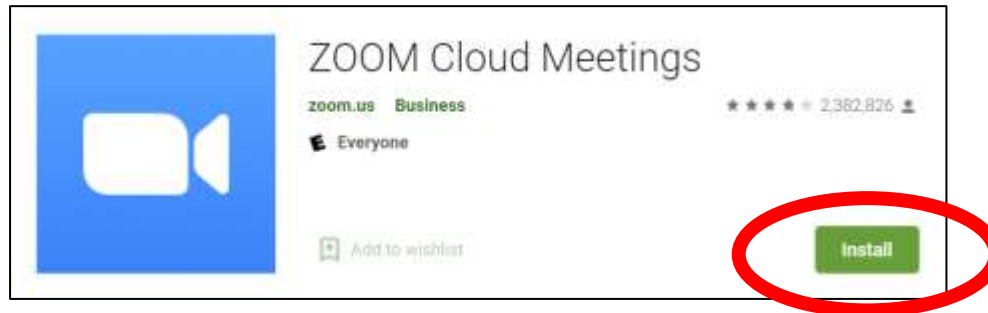 ZOOM Cloud Meetings
zoom.us Business
2,382,826
E Everyone
Add to wishlist
Install